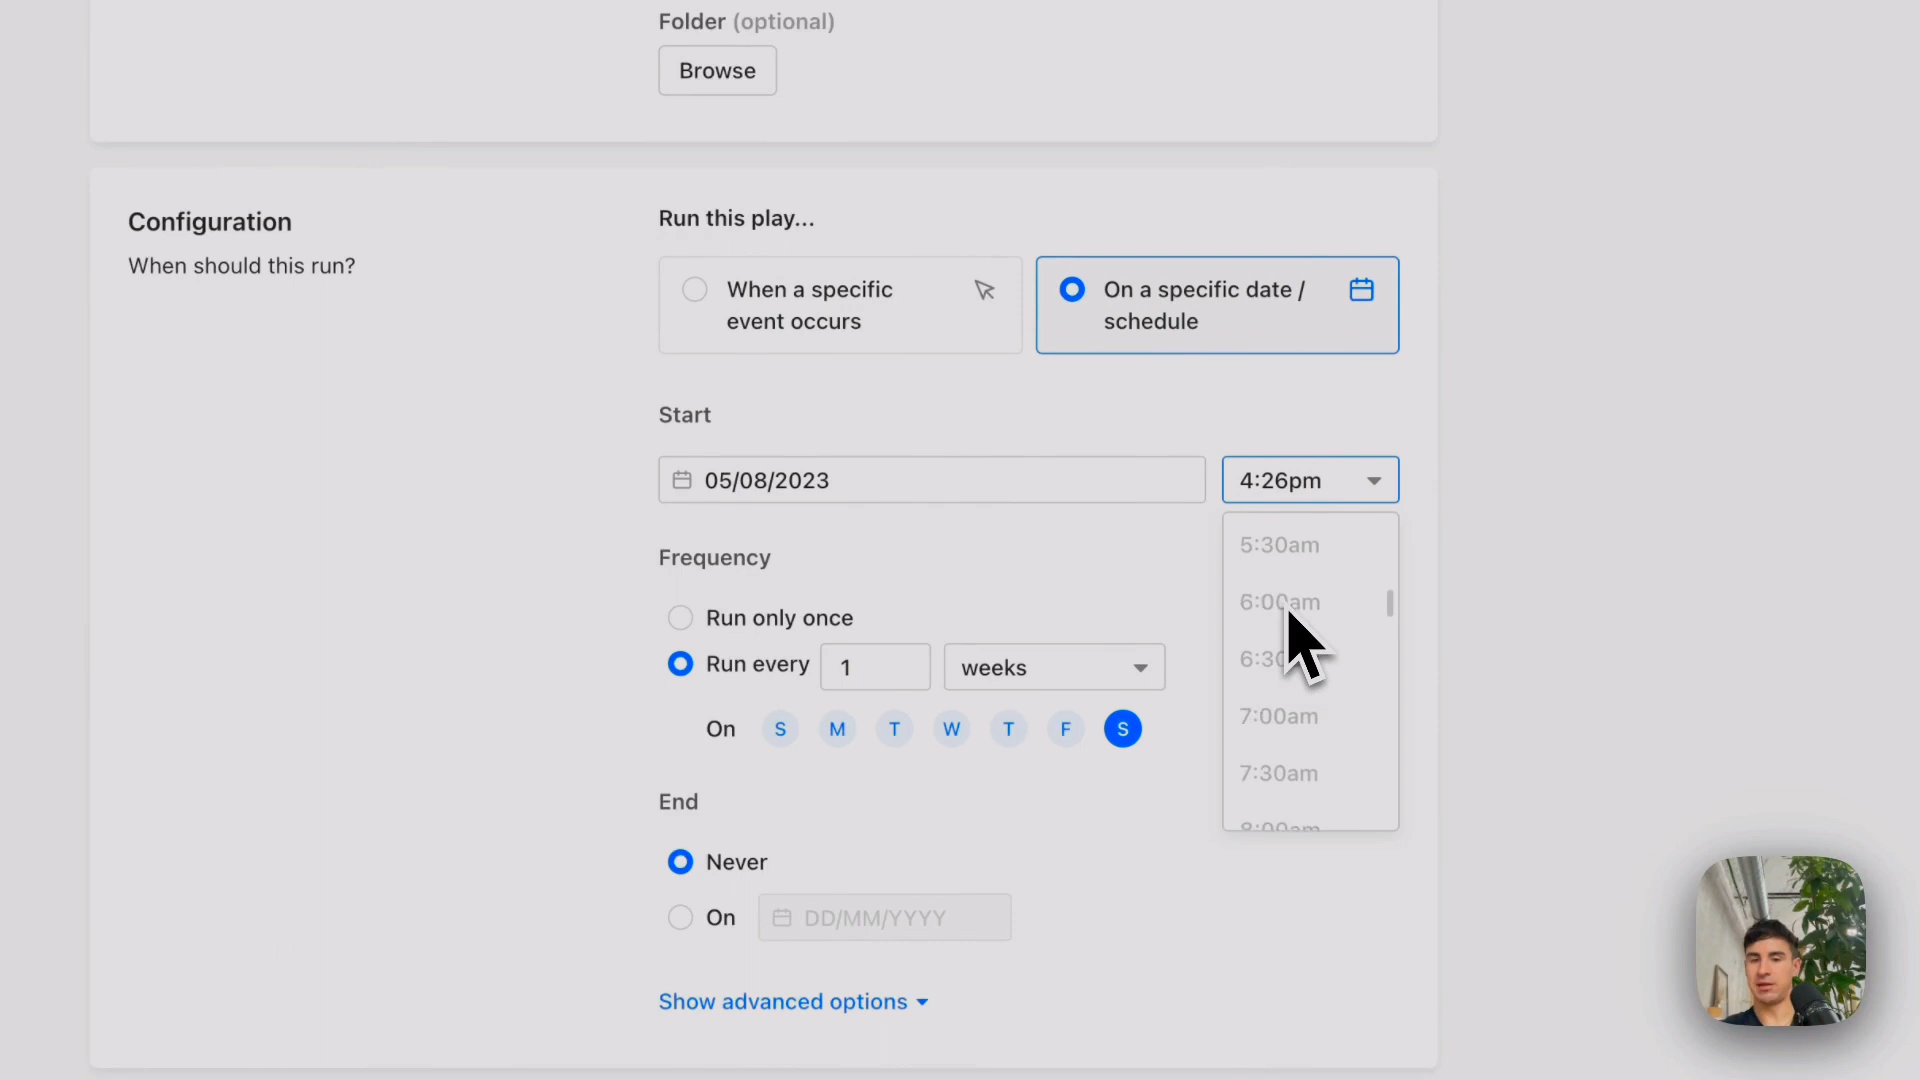 Folder (optional)
Browse
Configuration
When should this run?
Run this play...
When a specific
event occurs
On a specific date /
schedule
Start
05/08/2023
4:26pm
5:30am
6:00am
6:30
7:00am
7:30am
8:00am
Frequency
Run only once
Run every 1 weeks
On S M T W T F S
End
Never
On DD/MM/YYYY
Show advanced options